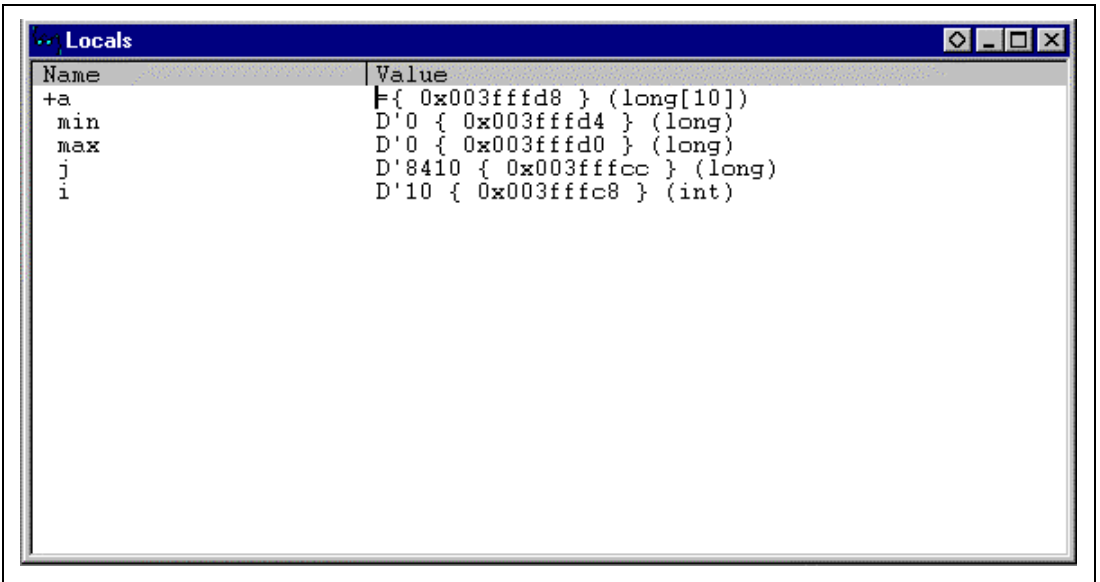 Locals
Name Value
+a ={ 0x003fffd8 } (long[10])
min D'0 { 0x003fffd4 } (long)
max D'0 { 0x003fffd0 } (long)
j D'8410 { 0x003fffcc } (long)
i D'10 { 0x003fffc8 } (int)